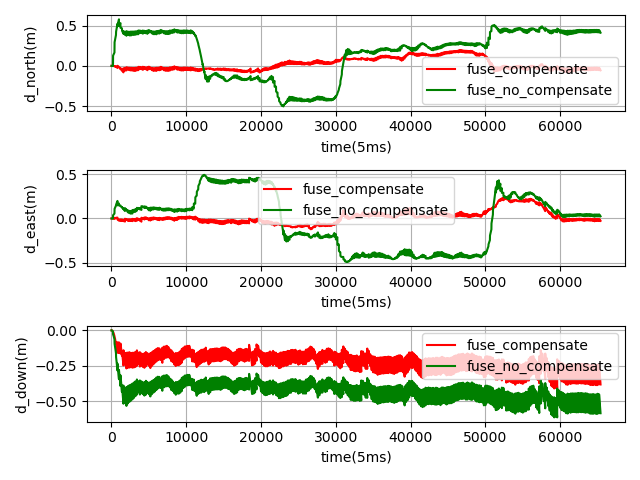 d_north(m)
0.5
0.0
−0.5
fuse_compensate
fuse_no_compensate
0 10000 20000 30000 40000 50000 60000
time(5ms)
d_east(m)
0.5
0.0
−0.5
fuse_compensate
fuse_no_compensate
0 10000 20000 30000 40000 50000 60000
time(5ms)
d_down(m)
0.00
−0.25
−0.50
fuse_compensate
fuse_no_compensate
0 10000 20000 30000 40000 50000 60000
time(5ms)